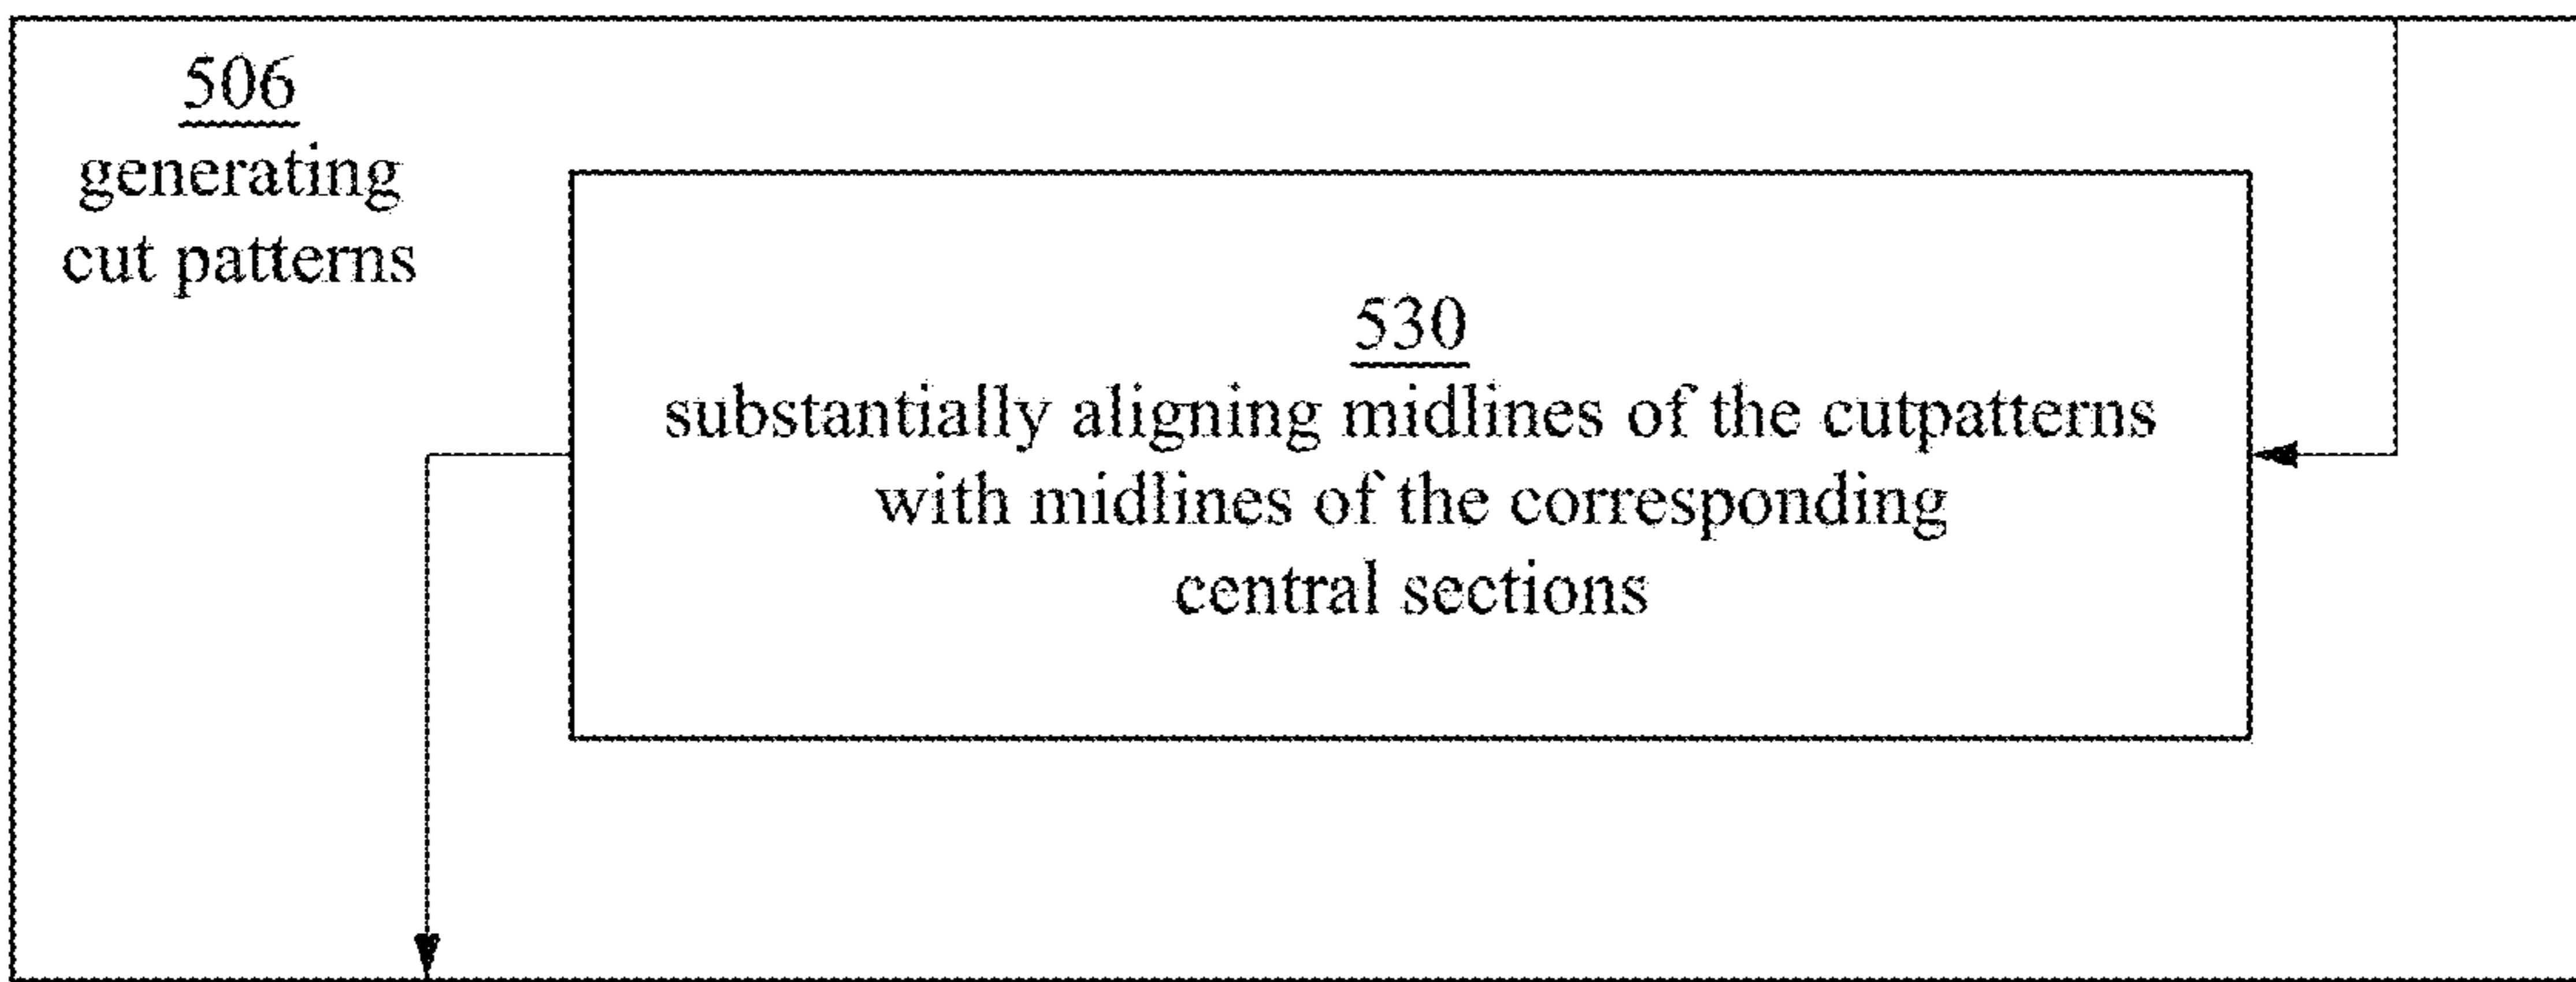 506
generating
cut patterns
530
substantially aligning midlines of the cutpatterns
with midlines of the corresponding
central sections